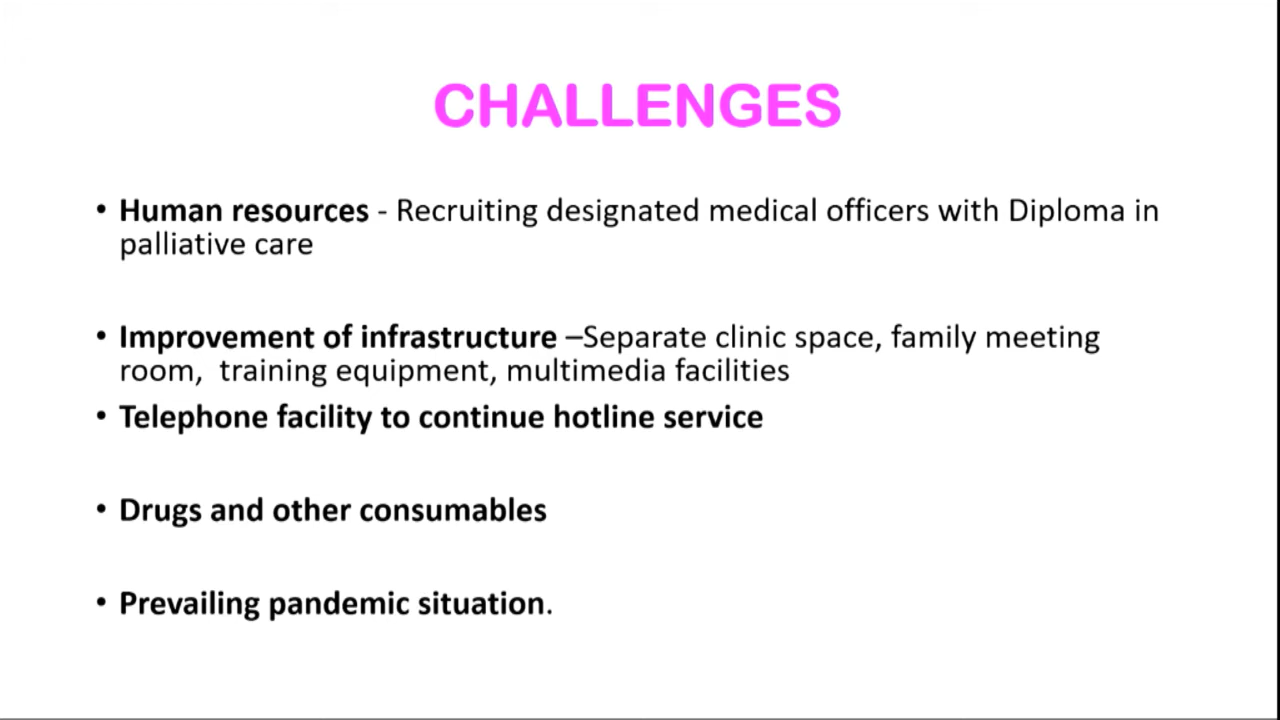 CHALLENGES
• Human resources - Recruiting designated medical officers with Diploma in
palliative care
• Improvement of infrastructure –Separate clinic space, family meeting
room,  training equipment, multimedia facilities
• Telephone facility to continue hotline service
• Drugs and other consumables
• Prevailing pandemic situation.